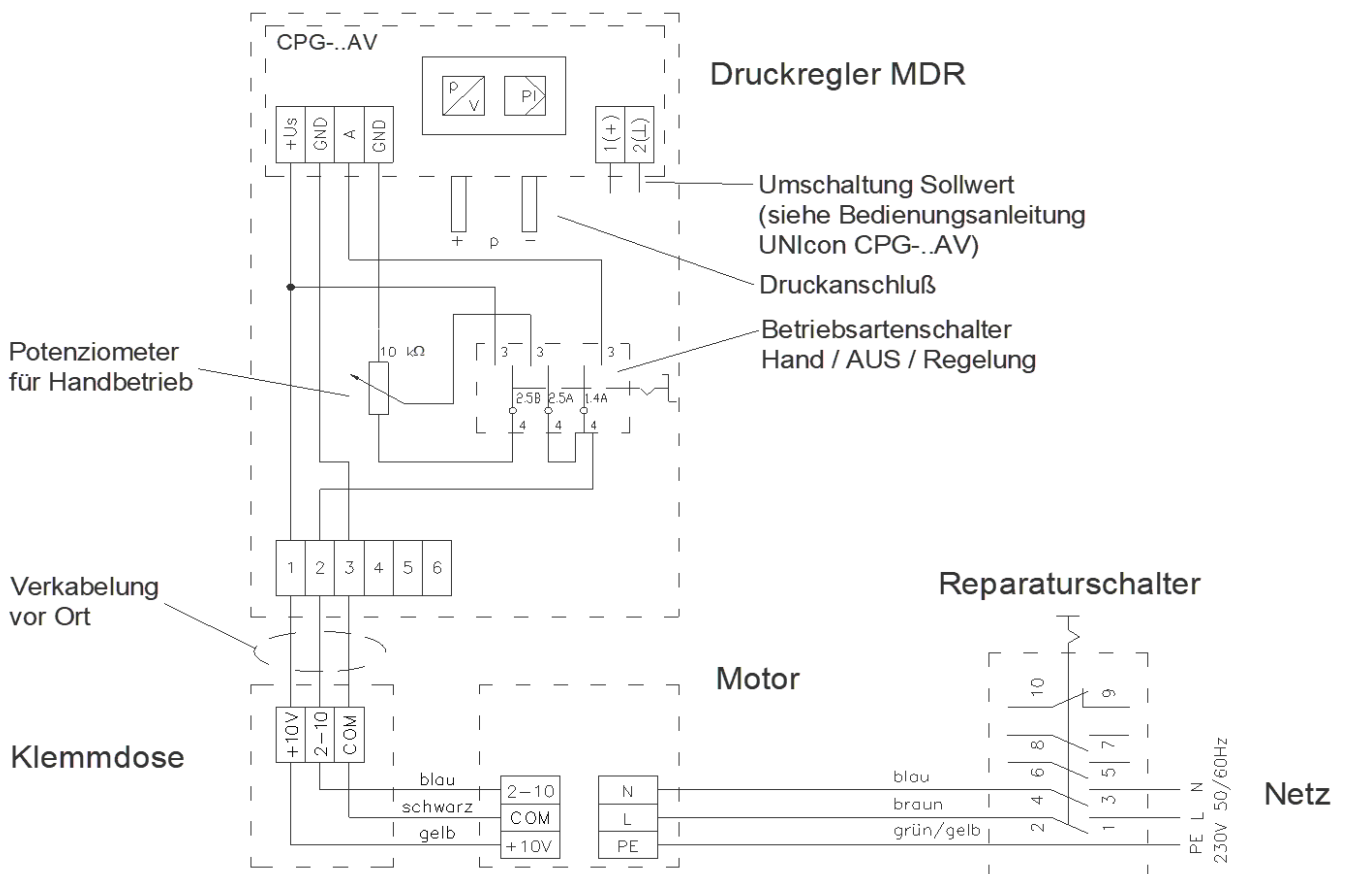 CPG-..AV
Druckregler MDR
p
V
PI
+Us
GND
A
GND
1(+)
2(⊥)
Umschaltung Sollwert
(siehe Bedienungsanleitung
UNIcon CPG-..AV)
+ p −
Druckanschluß
Betriebsartenschalter
Hand / AUS / Regelung
Potenziometer
für Handbetrieb
10 kΩ
3 3 3
2.5B 2.5A 1.4A
4 4 4
1 2 3 4 5 6
Verkabelung
vor Ort
Reparaturschalter
Motor
Klemmdose
+10V
2-10
COM
blau
schwarz
gelb
2-10
COM
+10V
N
L
PE
blau
braun
grün/gelb
10 9
8 7
6 5
4 3
2 1
PE L N
230V 50/60Hz
Netz